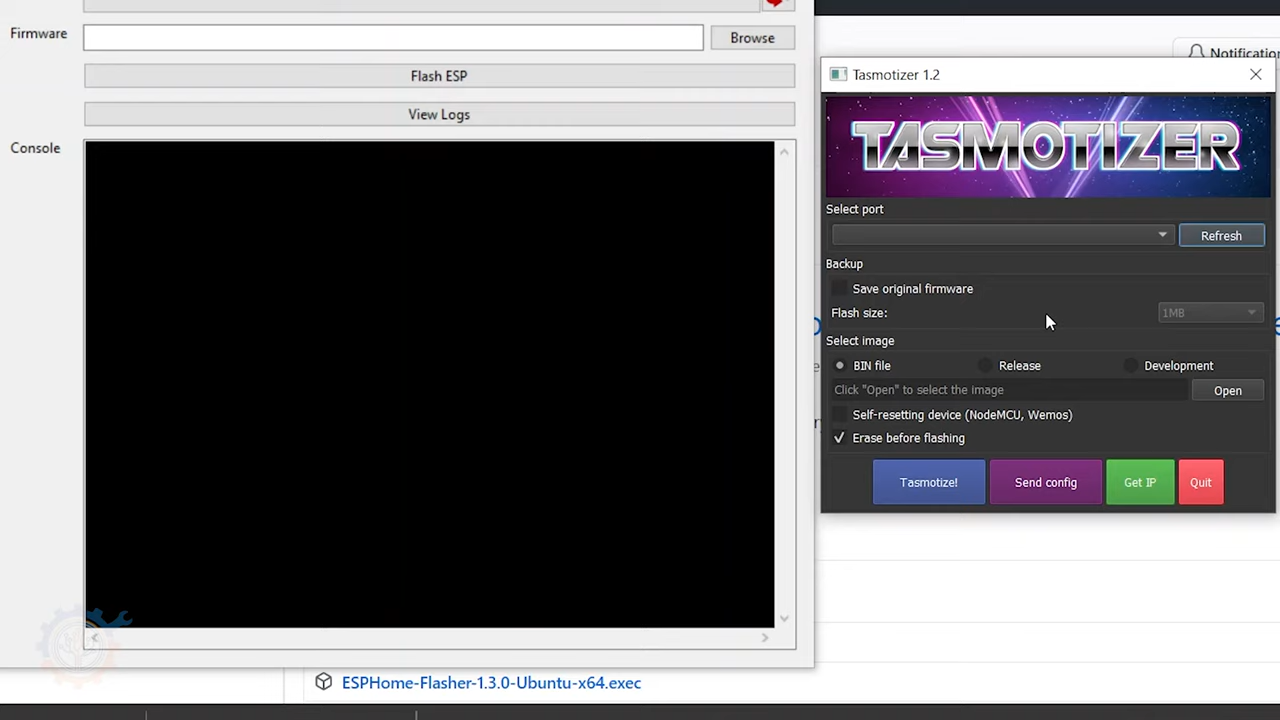 Firmware
Browse
Flash ESP
View Logs
Console
ESPHome-Flasher-1.3.0-Ubuntu-x64.exec
Notification
Tasmotizer 1.2
TASMOTIZER
Select port
Refresh
Backup
Save original firmware
Flash size:
1MB
Select image
BIN file Release Development
Click "Open" to select the image
Open
Self-resetting device (NodeMCU, Wemos)
Erase before flashing
Tasmotize! Send config Get IP Quit